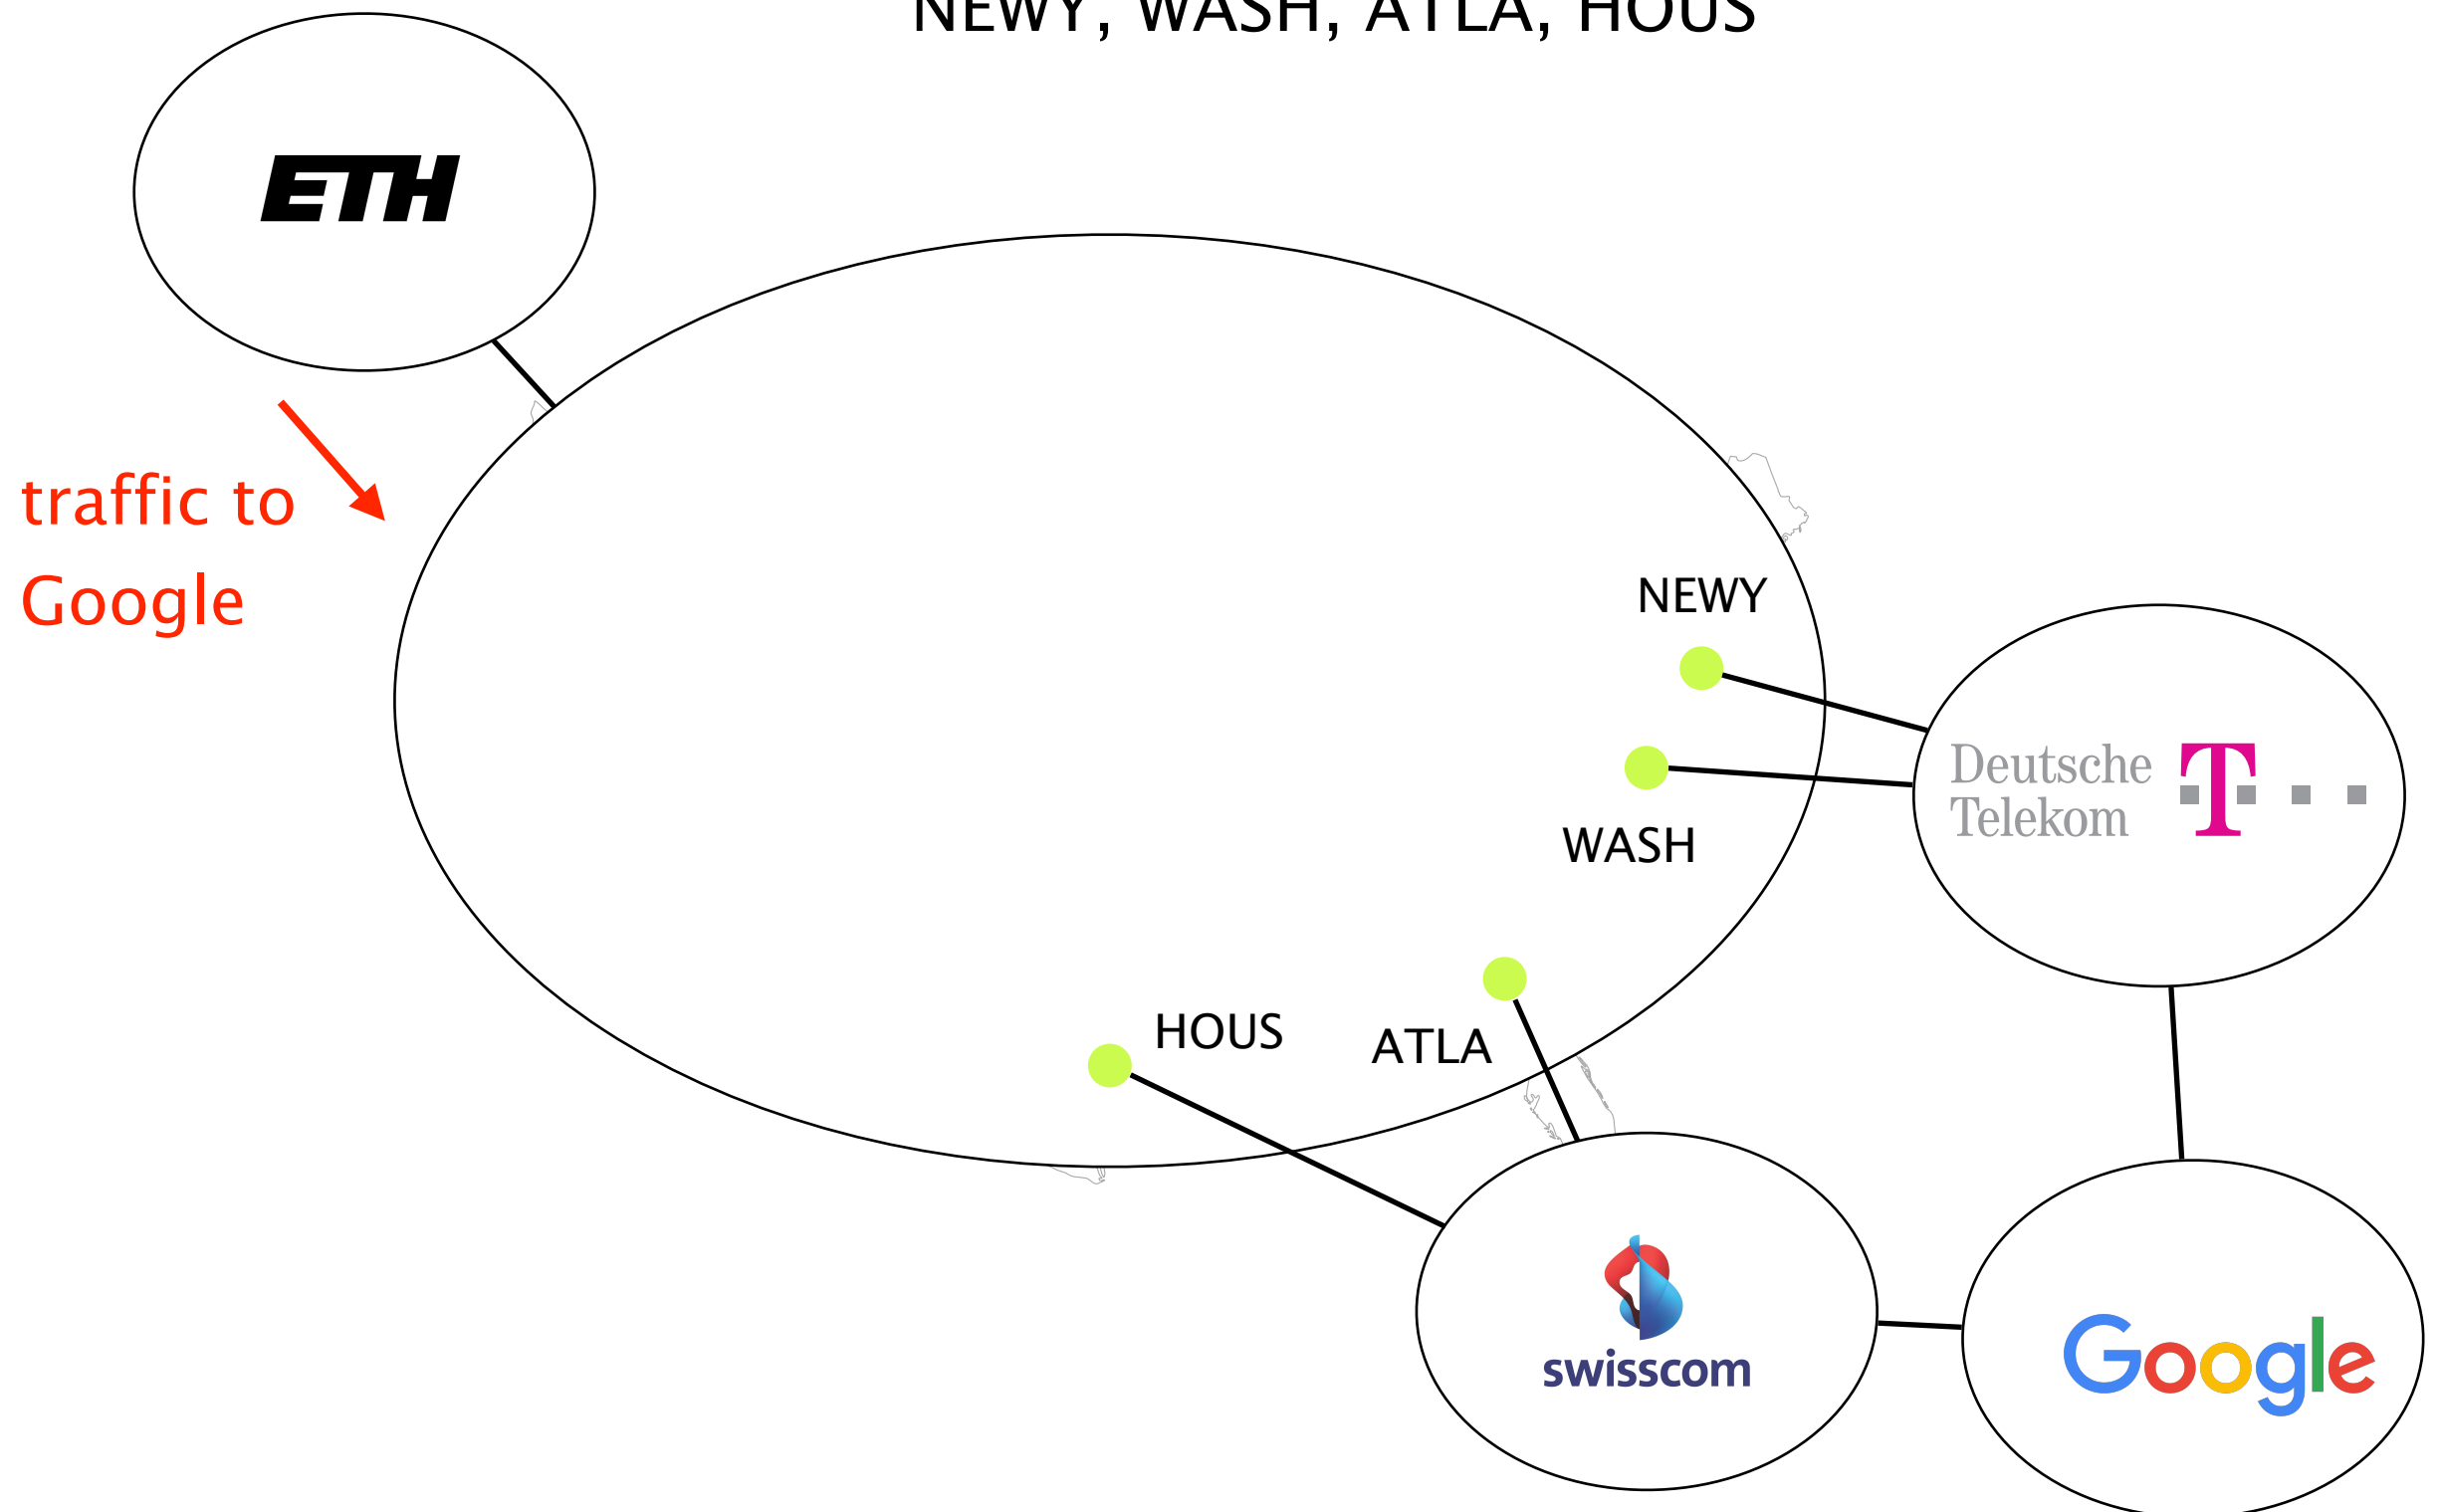 NEWY, WASH, ATLA, HOUS
ETH
traffic to
Google
NEWY
WASH
Deutsche
Telekom
T
HOUS
ATLA
swisscom
Google